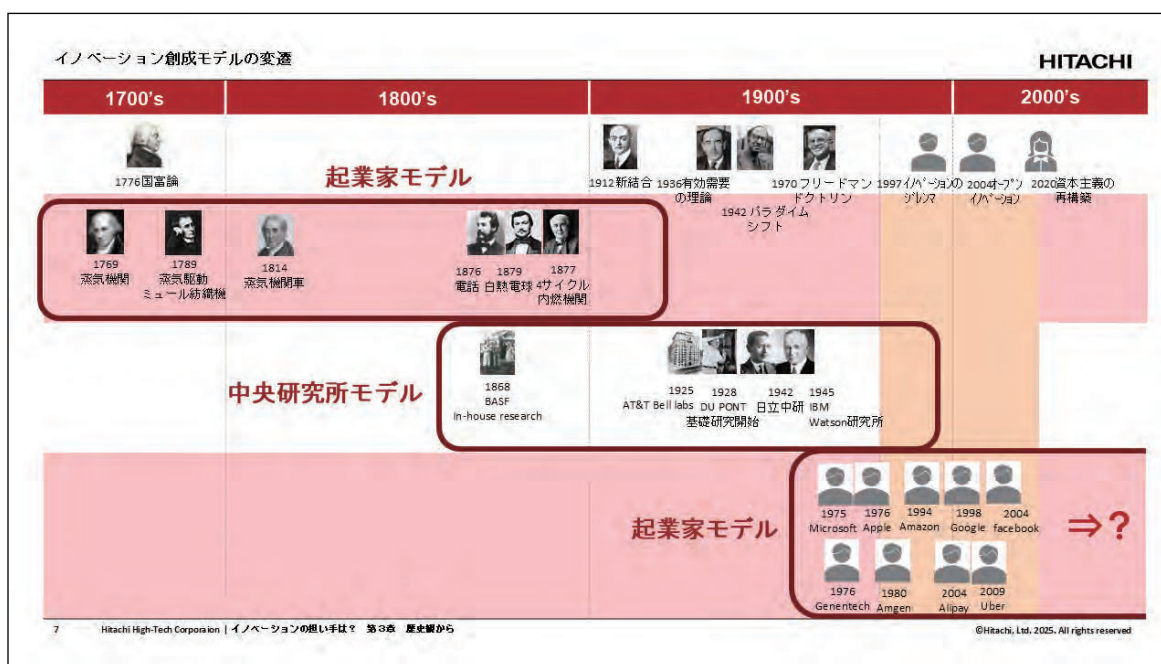 イノベーション創成モデルの変遷
HITACHI
1700's
1800's
1900's
2000's
1776国富論
起業家モデル
1912新結合
1936有効需要
の理論
1942 パラダイム
シフト
1970 フリードマン
ドクトリン
1997イノベーションの
ジレンマ
2004オープン
イノベーション
2020資本主義の
再構築
1769
蒸気機関
1789
蒸気駆動
ミュール紡織機
1814
蒸気機関車
1876
電話
1879
白熱電球
1877
4サイクル
内燃機関
中央研究所モデル
1868
BASF
In-house research
1925
AT&T Bell labs
1928
DU PONT
基礎研究開始
1942
日立中研
1945
IBM
Watson研究所
起業家モデル
1975
Microsoft
1976
Apple
1994
Amazon
1998
Google
2004
facebook
⇒?
1976
Genentech
1980
Amgen
2004
Alipay
2009
Uber
7
Hitachi High-Tech Corporaion | イノベーションの担い手は? 第3章 歴史観から
©Hitachi, Ltd. 2025. All rights reserved